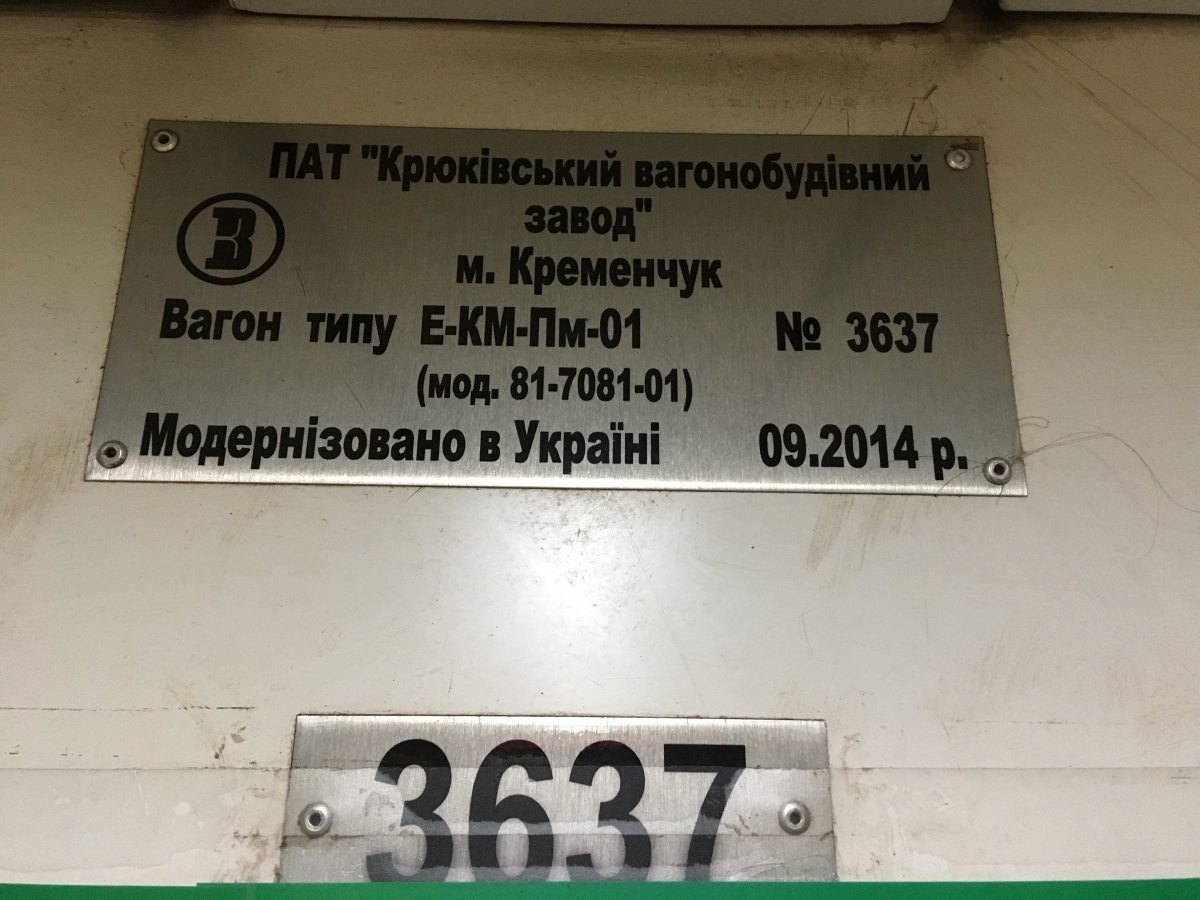 ПАТ "Крюківський вагонобудівний
завод"
В
м. Кременчук
Вагон типу Е-КМ-Пм-01 № 3637
(мод. 81-7081-01)
Модернізовано в Україні 09.2014 р.
3637